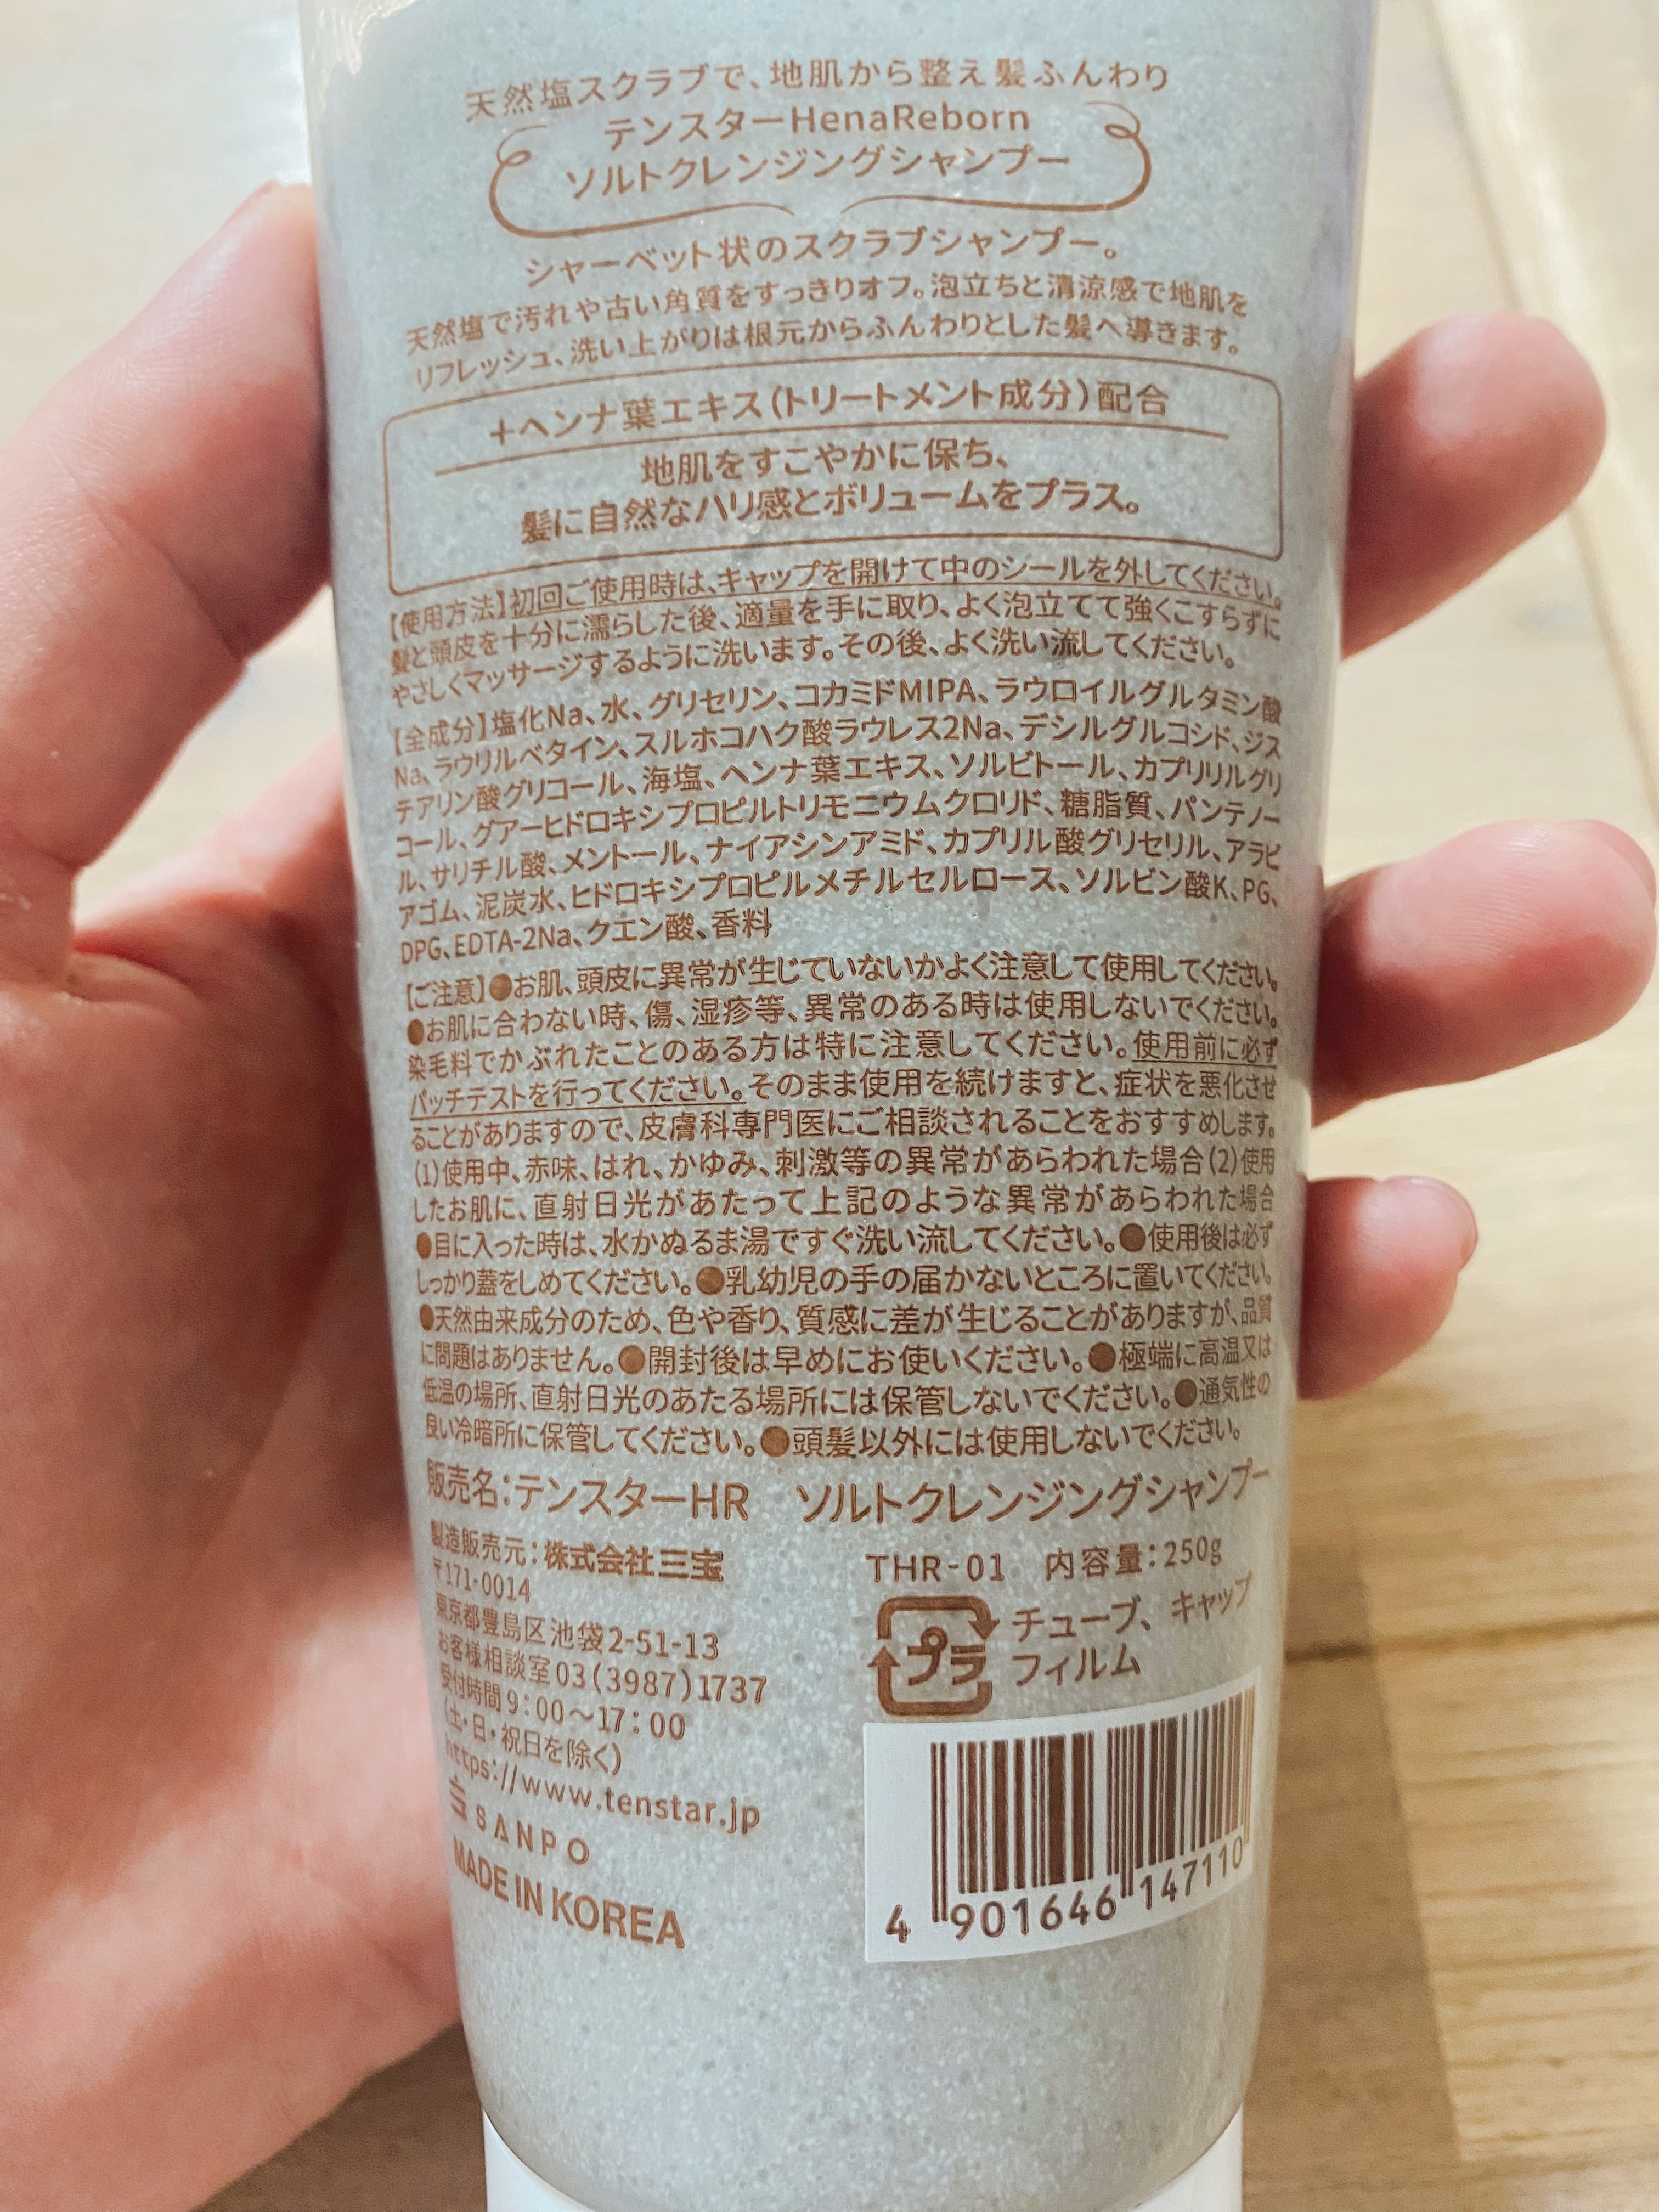 天然塩スクラブで、地肌から整え髪ふんわり
テンスターHenaReborn
ソルトクレンジングシャンプー
シャーベット状のスクラブシャンプー。
天然塩で汚れや古い角質をすっきりオフ。泡立ちと清涼感で地肌を
リフレッシュ、洗い上がりは根元からふんわりとした髪へ導きます。
+ヘンナ葉エキス(トリートメント成分)配合
地肌をすこやかに保ち、
髪に自然なハリ感とボリュームをプラス。
【使用方法】初回ご使用時は、キャップを開けて中のシールを外してください。
髪と頭皮を十分に濡らした後、適量を手に取り、よく泡立てて強くこすらずに
やさしくマッサージするように洗います。その後、よく洗い流してください。
【全成分】塩化Na、水、グリセリン、コカミドMIPA、ラウロイルグルタミン酸
Na、ラウリルベタイン、スルホコハク酸ラウレス2Na、デシルグルコシド、ジス
テアリン酸グリコール、海塩、ヘンナ葉エキス、ソルビトール、カプリリルグリ
コール、グアーヒドロキシプロピルトリモニウムクロリド、糖脂質、パンテノー
ル、サリチル酸、メントール、ナイアシンアミド、カプリル酸グリセリル、アラビ
アゴム、泥炭水、ヒドロキシプロピルメチルセルロース、ソルビン酸K、PG、
DPG、EDTA-2Na、クエン酸、香料
【ご注意】●お肌、頭皮に異常が生じていないかよく注意して使用してください。
●お肌に合わない時、傷、湿疹等、異常のある時は使用しないでください。
染毛料でかぶれたことのある方は特に注意してください。使用前に必ず
パッチテストを行ってください。そのまま使用を続けますと、症状を悪化させ
ることがありますので、皮膚科専門医にご相談されることをおすすめします。
(1)使用中、赤味、はれ、かゆみ、刺激等の異常があらわれた場合(2)使用
したお肌に、直射日光があたって上記のような異常があらわれた場合
●目に入った時は、水かぬるま湯ですぐ洗い流してください。●使用後は必ず
しっかり蓋をしめてください。●乳幼児の手の届かないところに置いてください。
●天然由来成分のため、色や香り、質感に差が生じることがありますが、品質
に問題はありません。●開封後は早めにお使いください。●極端に高温又は
低温の場所、直射日光のあたる場所には保管しないでください。●通気性の
良い冷暗所に保管してください。●頭髪以外には使用しないでください。
販売名：テンスターHR　ソルトクレンジングシャンプー
製造販売元：株式会社三宝
〒171-0014
東京都豊島区池袋2-51-13
お客様相談室03(3987)1737
受付時間9：00～17：00
(土・日・祝日を除く)
https://www.tenstar.jp
SANPO
MADE IN KOREA
THR-01　内容量：250g
プラ
チューブ、キャップ
フィルム
4 901646 147110